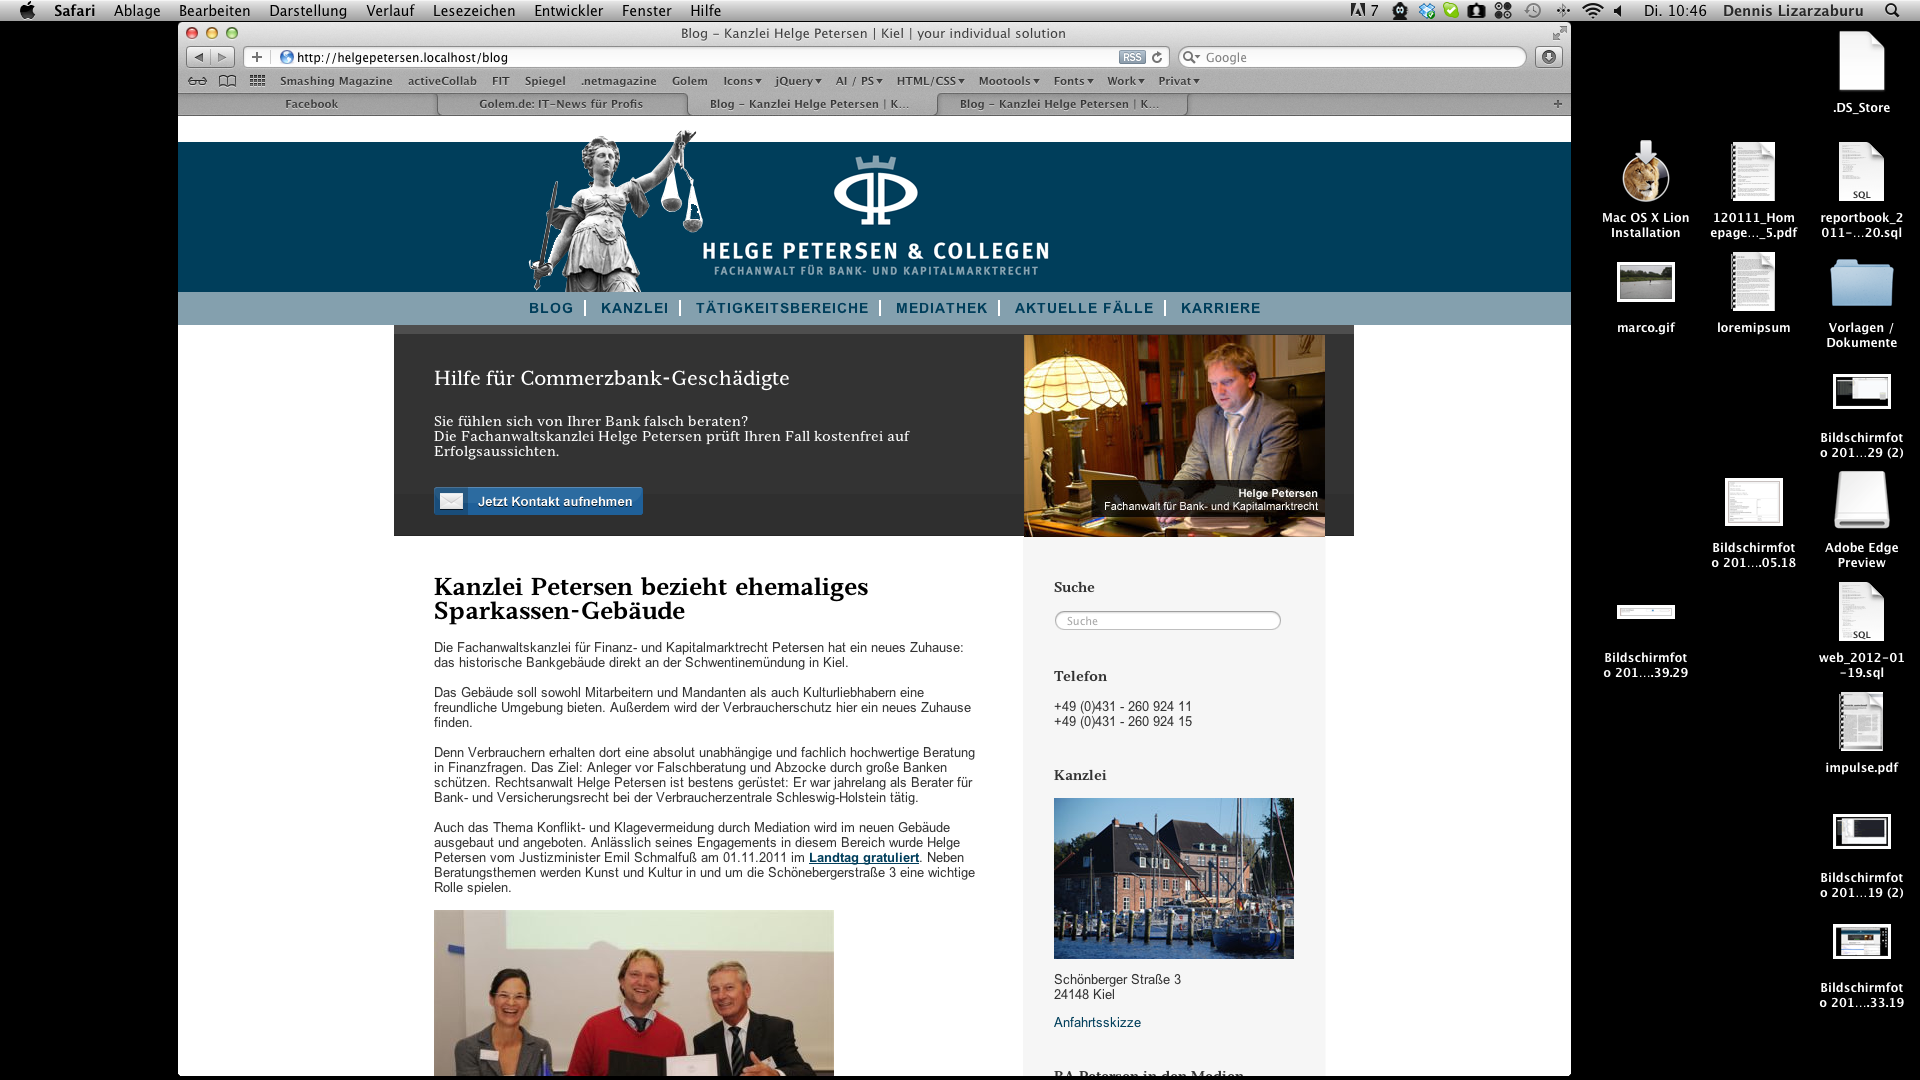 Safari Ablage Bearbeiten Darstellung Verlauf Lesezeichen Entwickler Fenster Hilfe 7 Di. 10:46 Dennis Lizarzaburu
Blog – Kanzlei Helge Petersen | Kiel | your individual solution
http://helgepetersen.localhost/blog RSS Google
Smashing Magazine activeCollab FIT Spiegel .netmagazine Golem Icons jQuery AI / PS HTML/CSS Mootools Fonts Work Privat
Facebook Golem.de: IT-News für Profis Blog – Kanzlei Helge Petersen | K... Blog – Kanzlei Helge Petersen | K...
HELGE PETERSEN & COLLEGEN
FACHANWALT FÜR BANK- UND KAPITALMARKTRECHT
BLOG | KANZLEI | TÄTIGKEITSBEREICHE | MEDIATHEK | AKTUELLE FÄLLE | KARRIERE
Hilfe für Commerzbank-Geschädigte
Sie fühlen sich von Ihrer Bank falsch beraten?
Die Fachanwaltskanzlei Helge Petersen prüft Ihren Fall kostenfrei auf
Erfolgsaussichten.
Jetzt Kontakt aufnehmen
Helge Petersen
Fachanwalt für Bank- und Kapitalmarktrecht
Kanzlei Petersen bezieht ehemaliges
Sparkassen-Gebäude
Die Fachanwaltskanzlei für Finanz- und Kapitalmarktrecht Petersen hat ein neues Zuhause:
das historische Bankgebäude direkt an der Schwentinemündung in Kiel.
Das Gebäude soll sowohl Mitarbeitern und Mandanten als auch Kulturliebhabern eine
freundliche Umgebung bieten. Außerdem wird der Verbraucherschutz hier ein neues Zuhause
finden.
Denn Verbrauchern erhalten dort eine absolut unabhängige und fachlich hochwertige Beratung
in Finanzfragen. Das Ziel: Anleger vor Falschberatung und Abzocke durch große Banken
schützen. Rechtsanwalt Helge Petersen ist bestens gerüstet: Er war jahrelang als Berater für
Bank- und Versicherungsrecht bei der Verbraucherzentrale Schleswig-Holstein tätig.
Auch das Thema Konflikt- und Klagevermeidung durch Mediation wird im neuen Gebäude
ausgebaut und angeboten. Anlässlich seines Engagements in diesem Bereich wurde Helge
Petersen vom Justizminister Emil Schmalfuß am 01.11.2011 im Landtag gratuliert. Neben
Beratungsthemen werden Kunst und Kultur in und um die Schönebergerstraße 3 eine wichtige
Rolle spielen.
Suche
Suche
Telefon
+49 (0)431 - 260 924 11
+49 (0)431 - 260 924 15
Kanzlei
Schönberger Straße 3
24148 Kiel
Anfahrtsskizze
RA Petersen in den Medien
.DS_Store
Mac OS X Lion
Installation
120111_Hom
epage..._5.pdf
SQL
reportbook_2
011-...20.sql
marco.gif
loremipsum
Vorlagen /
Dokumente
Bildschirmfot
o 201...29 (2)
Bildschirmfot
o 201....05.18
Adobe Edge
Preview
Bildschirmfot
o 201....39.29
SQL
web_2012-01
-19.sql
impulse.pdf
Bildschirmfot
o 201...19 (2)
Bildschirmfot
o 201....33.19